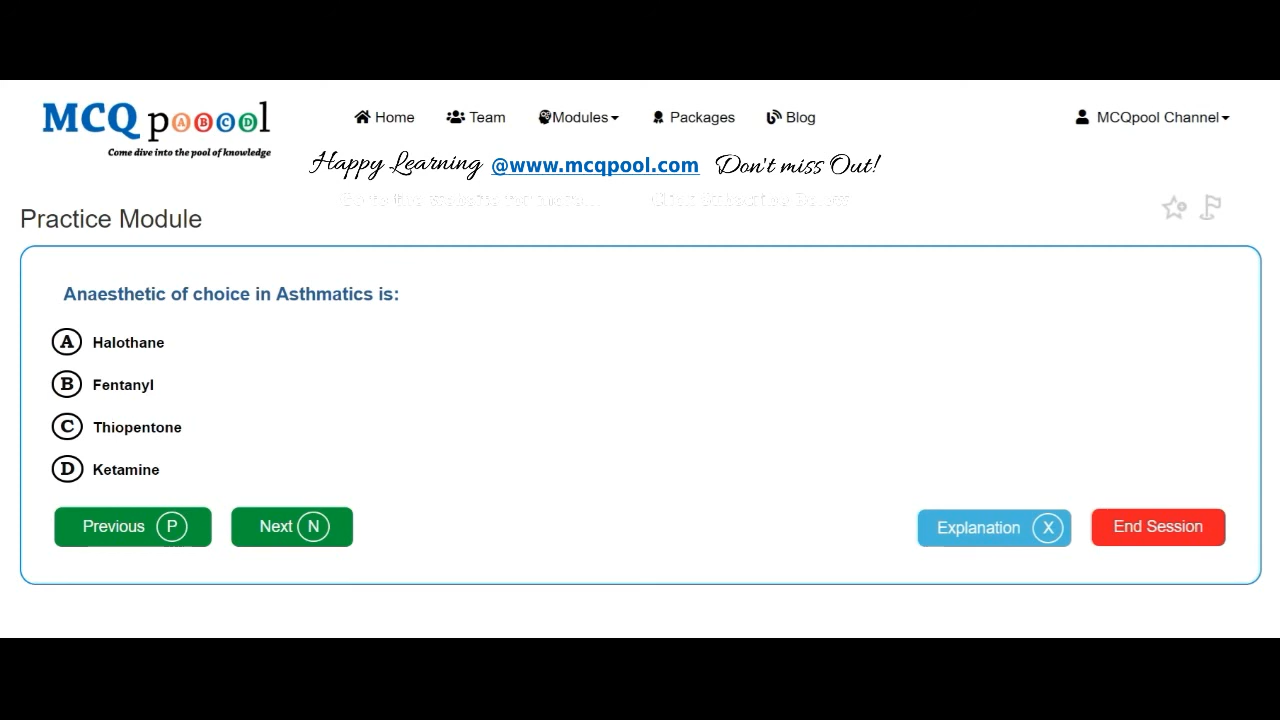 MCQ poABCDl
Come dive into the pool of knowledge
Home Team Modules Packages Blog MCQpool Channel
Happy Learning @www.mcqpool.com Don't miss Out!
Practice Module
Anaesthetic of choice in Asthmatics is:
A Halothane
B Fentanyl
C Thiopentone
D Ketamine
Previous P Next N Explanation X End Session